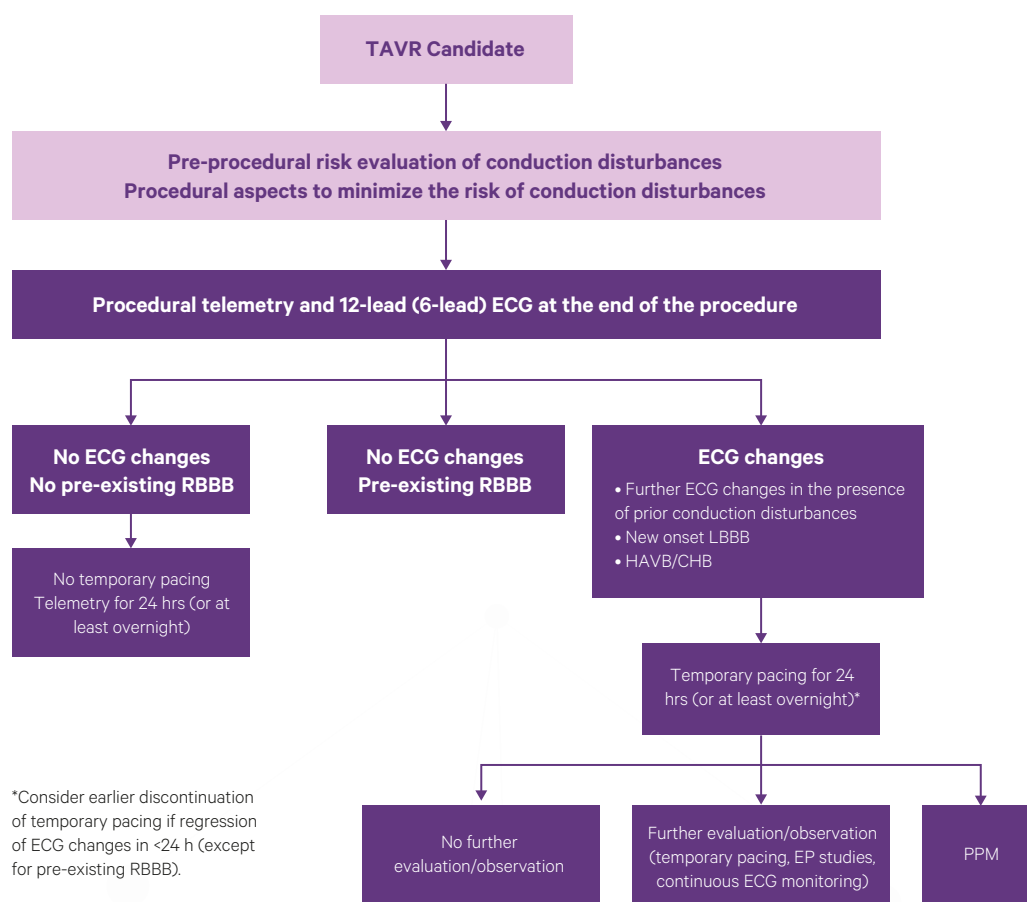 TAVR Candidate
Pre-procedural risk evaluation of conduction disturbances
Procedural aspects to minimize the risk of conduction disturbances
Procedural telemetry and 12-lead (6-lead) ECG at the end of the procedure
No ECG changes
No pre-existing RBBB
No ECG changes
Pre-existing RBBB
ECG changes
• Further ECG changes in the presence
of prior conduction disturbances
• New onset LBBB
• HAVB/CHB
No temporary pacing
Telemetry for 24 hrs (or at
least overnight)
Temporary pacing for 24
hrs (or at least overnight)*
*Consider earlier discontinuation
of temporary pacing if regression
of ECG changes in <24 h (except
for pre-existing RBBB).
No further
evaluation/observation
Further evaluation/observation
(temporary pacing, EP studies,
continuous ECG monitoring)
PPM